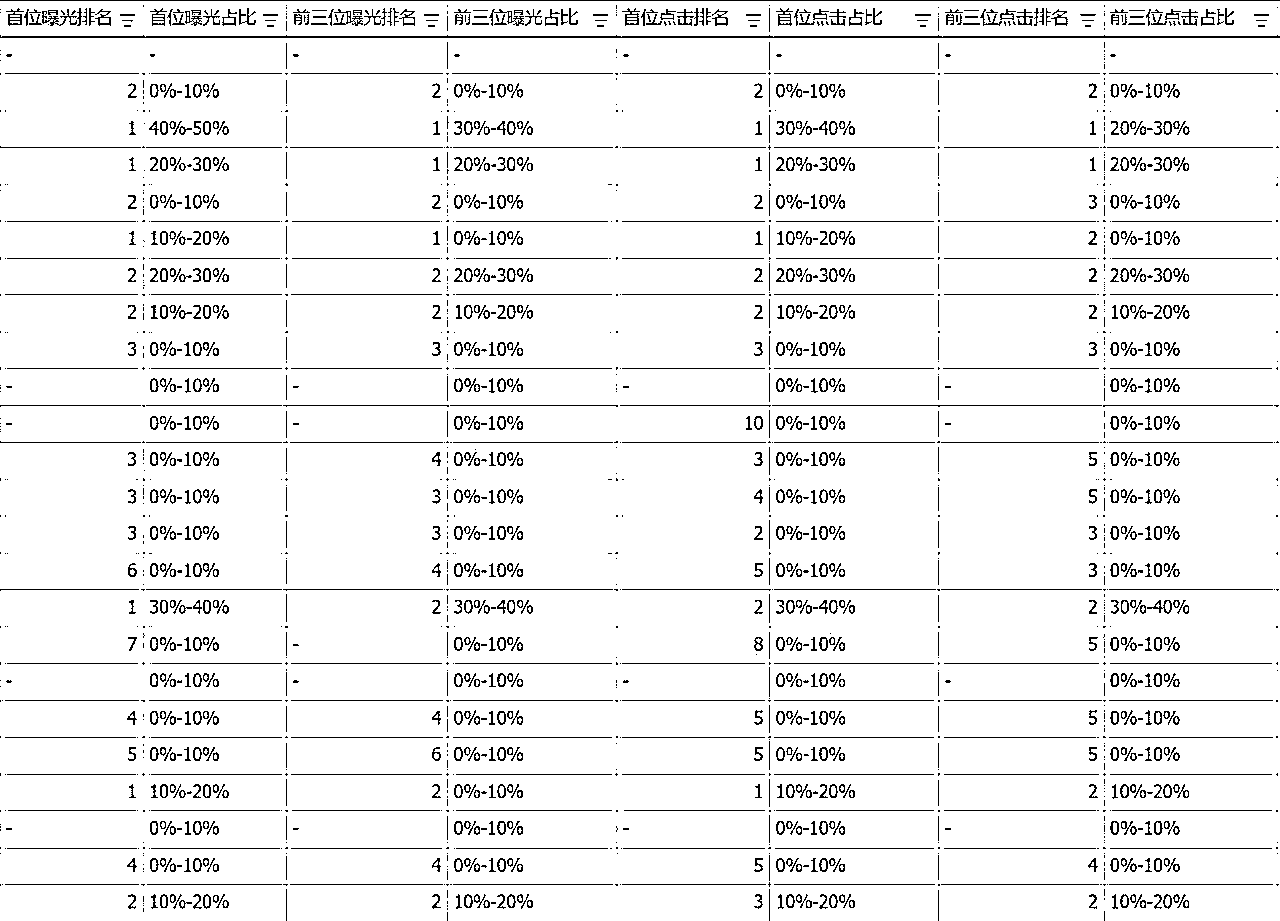 首位曝光排名 首位曝光占比 前三位曝光排名 前三位曝光占比 首位点击排名 首位点击占比 前三位点击排名 前三位点击占比
- - - - - - - -
2 0%-10% 2 0%-10% 2 0%-10% 2 0%-10%
1 40%-50% 1 30%-40% 1 30%-40% 1 20%-30%
1 20%-30% 1 20%-30% 1 20%-30% 1 20%-30%
2 0%-10% 2 0%-10% 2 0%-10% 3 0%-10%
1 10%-20% 1 0%-10% 1 10%-20% 2 0%-10%
2 20%-30% 2 20%-30% 2 20%-30% 2 20%-30%
2 10%-20% 2 10%-20% 2 10%-20% 2 10%-20%
3 0%-10% 3 0%-10% 3 0%-10% 3 0%-10%
- 0%-10% - 0%-10% - 0%-10% - 0%-10%
- 0%-10% - 0%-10% 10 0%-10% - 0%-10%
3 0%-10% 4 0%-10% 3 0%-10% 5 0%-10%
3 0%-10% 3 0%-10% 4 0%-10% 5 0%-10%
3 0%-10% 3 0%-10% 2 0%-10% 3 0%-10%
6 0%-10% 4 0%-10% 5 0%-10% 3 0%-10%
1 30%-40% 2 30%-40% 2 30%-40% 2 30%-40%
7 0%-10% - 0%-10% 8 0%-10% 5 0%-10%
- 0%-10% - 0%-10% - 0%-10% - 0%-10%
4 0%-10% 4 0%-10% 5 0%-10% 5 0%-10%
5 0%-10% 6 0%-10% 5 0%-10% 5 0%-10%
1 10%-20% 2 0%-10% 1 10%-20% 2 10%-20%
- 0%-10% - 0%-10% - 0%-10% - 0%-10%
4 0%-10% 4 0%-10% 5 0%-10% 4 0%-10%
2 10%-20% 2 10%-20% 3 10%-20% 2 10%-20%